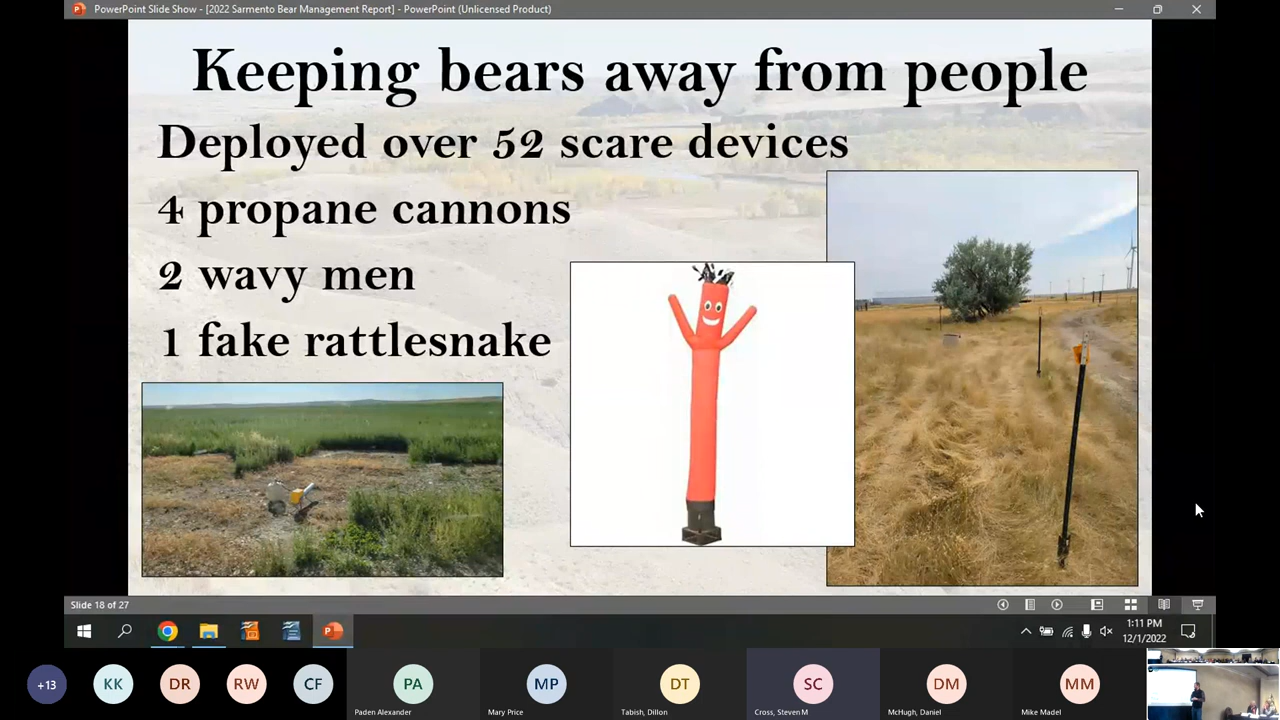 PowerPoint Slide Show - [2022 Sarmento Bear Management Report] - PowerPoint (Unlicensed Product)
Keeping bears away from people
Deployed over 52 scare devices
4 propane cannons
2 wavy men
1 fake rattlesnake
Slide 18 of 27
1:11 PM
12/1/2022
+13
KK
DR
RW
CF
PA
MP
DT
SC
DM
MM
Paden Alexander
Mary Price
Tabish, Dillon
Cross, Steven M
McHugh, Daniel
Mike Madel